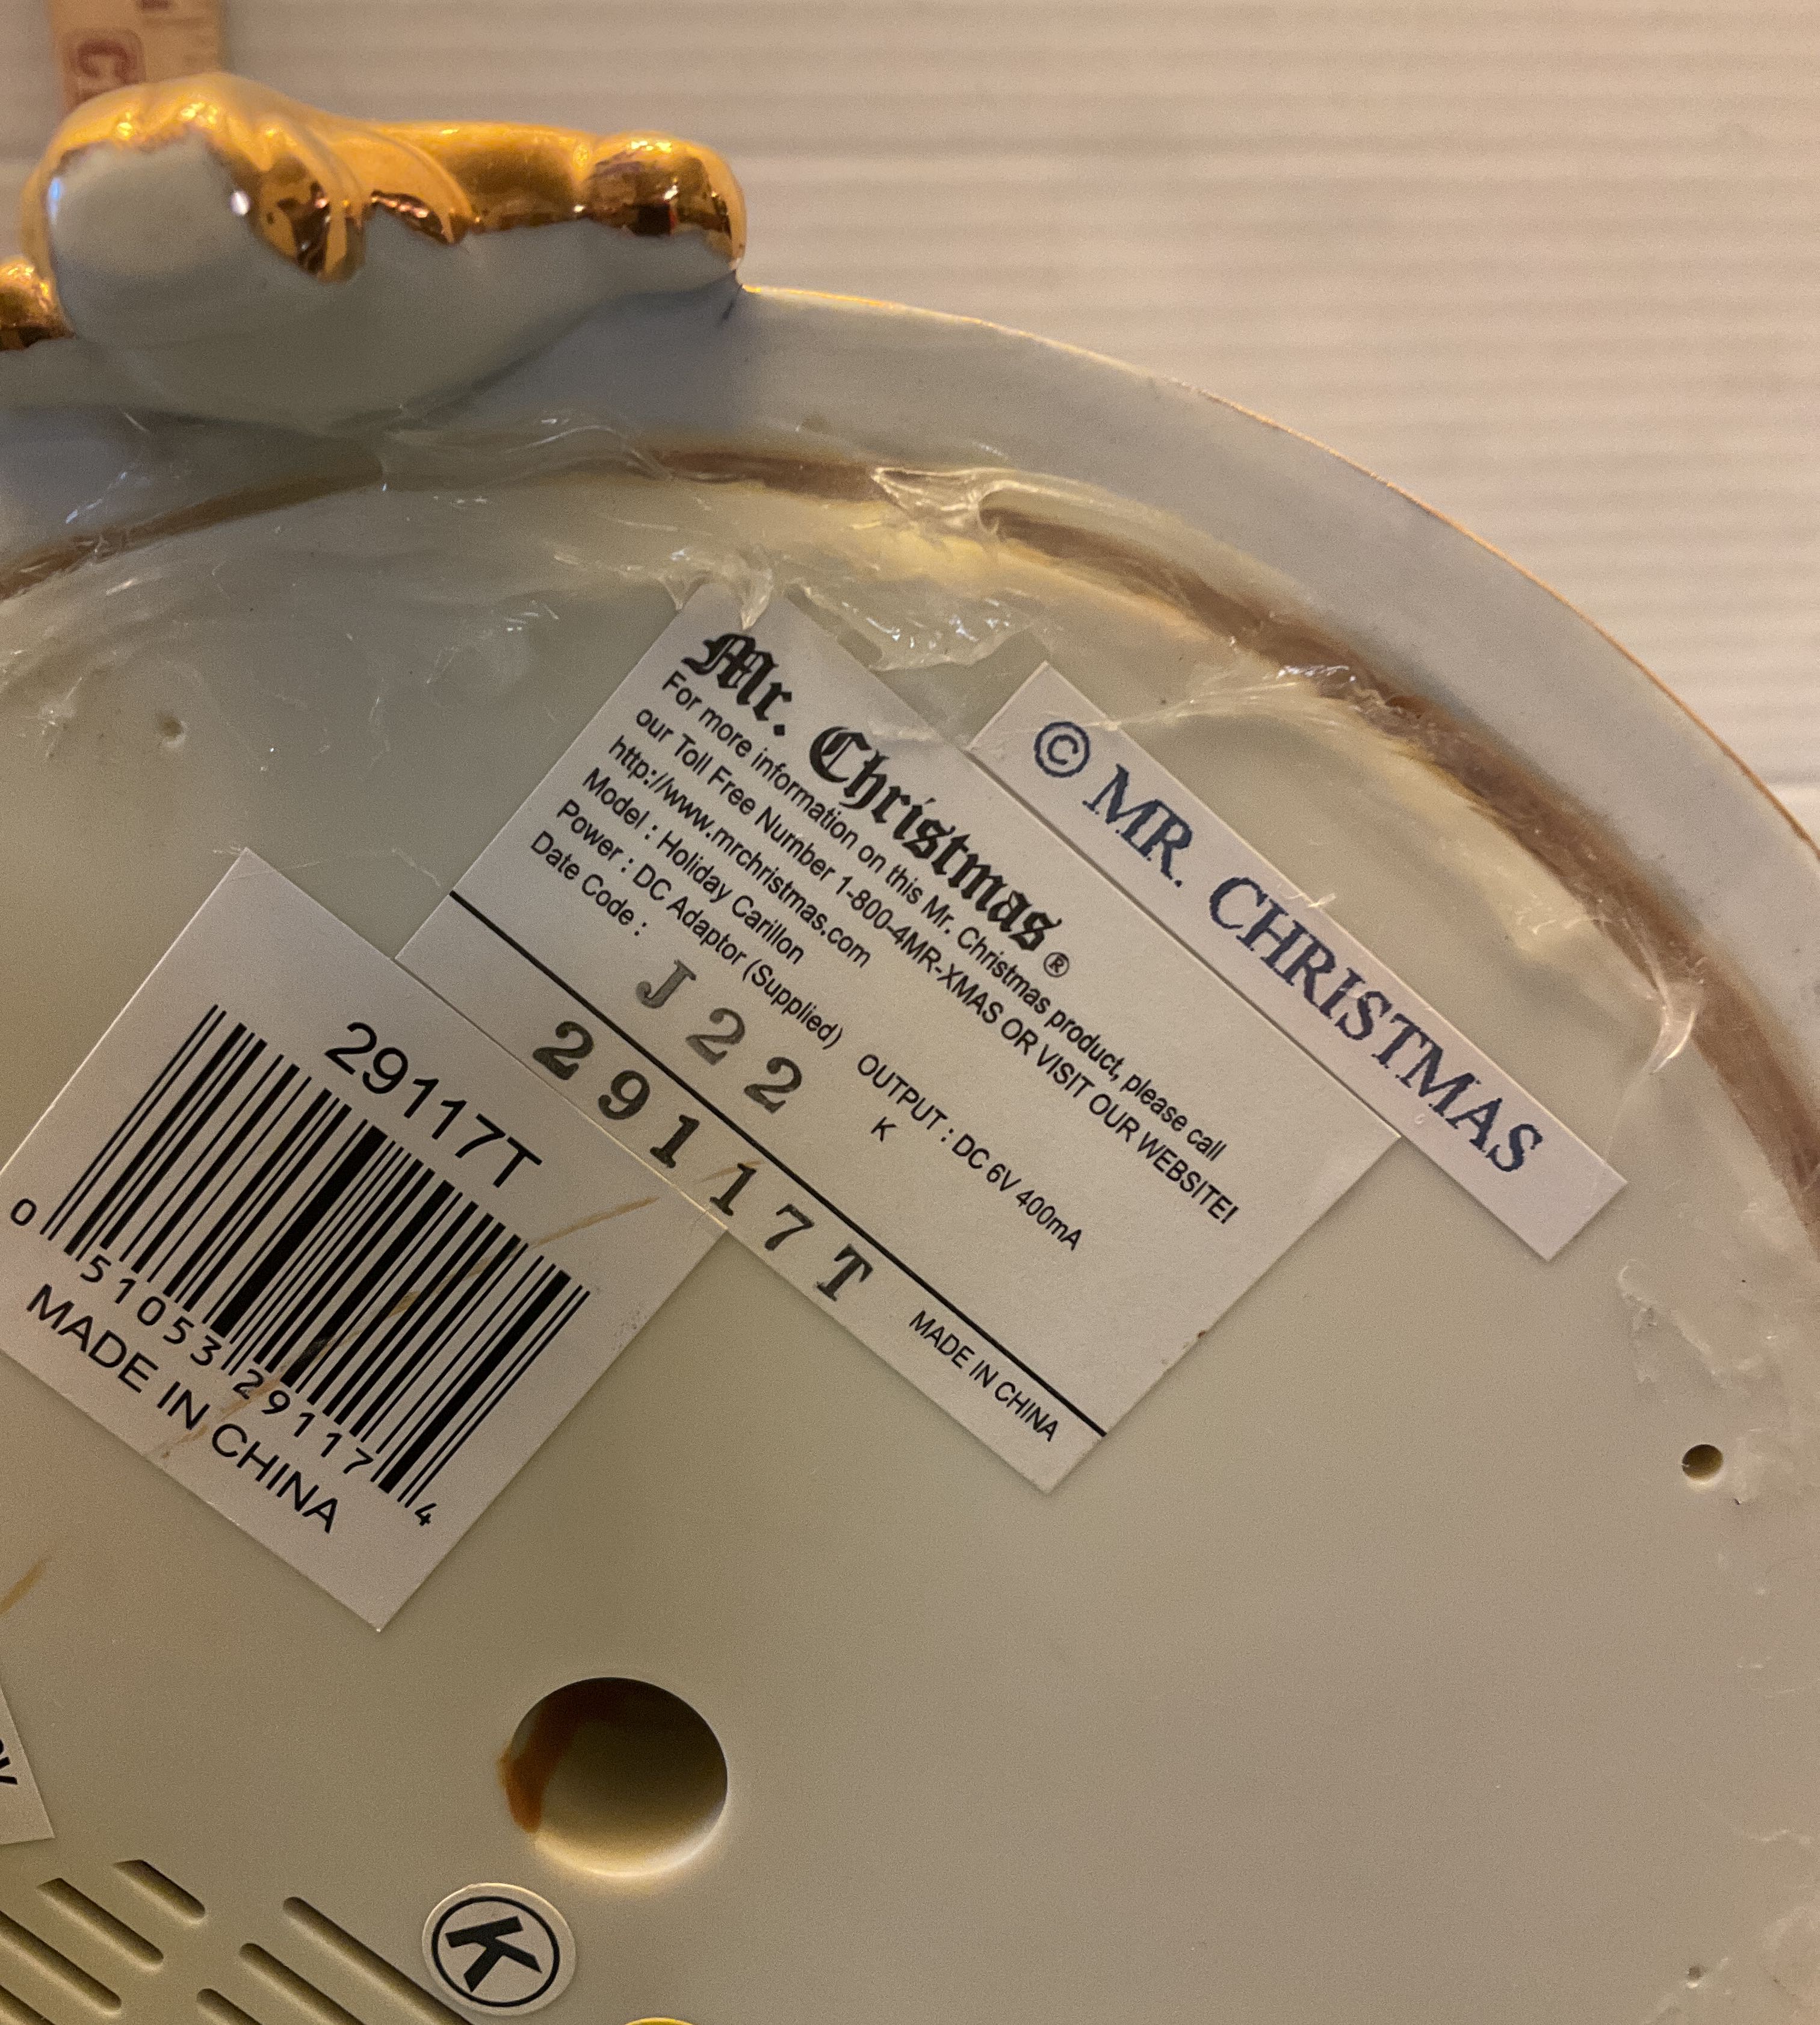 © MR. CHRISTMAS
Mr. Christmas®
For more information on this Mr. Christmas product, please call
our Toll Free Number 1-800-4MR-XMAS OR VISIT OUR WEBSITE!
http://www.mrchristmas.com
Model : Holiday Carillon
Power : DC Adaptor (Supplied) OUTPUT : DC 6V 400mA
Date Code : K
J22
29117T MADE IN CHINA
29117T
0 51053 29117 4
MADE IN CHINA
K